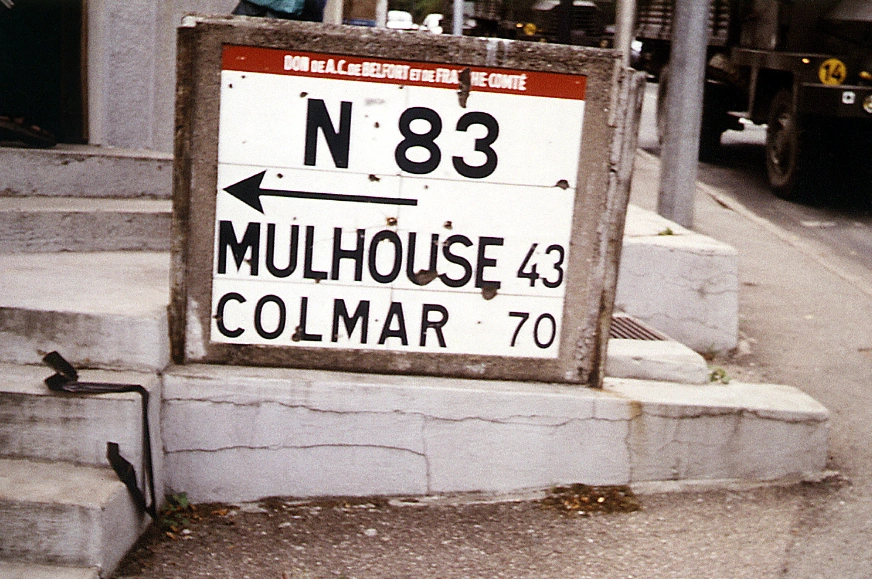 DON DE A.C. DE BELFORT ET DE FRANCHE-COMTÉ
N 83
MULHOUSE 43
COLMAR 70
14